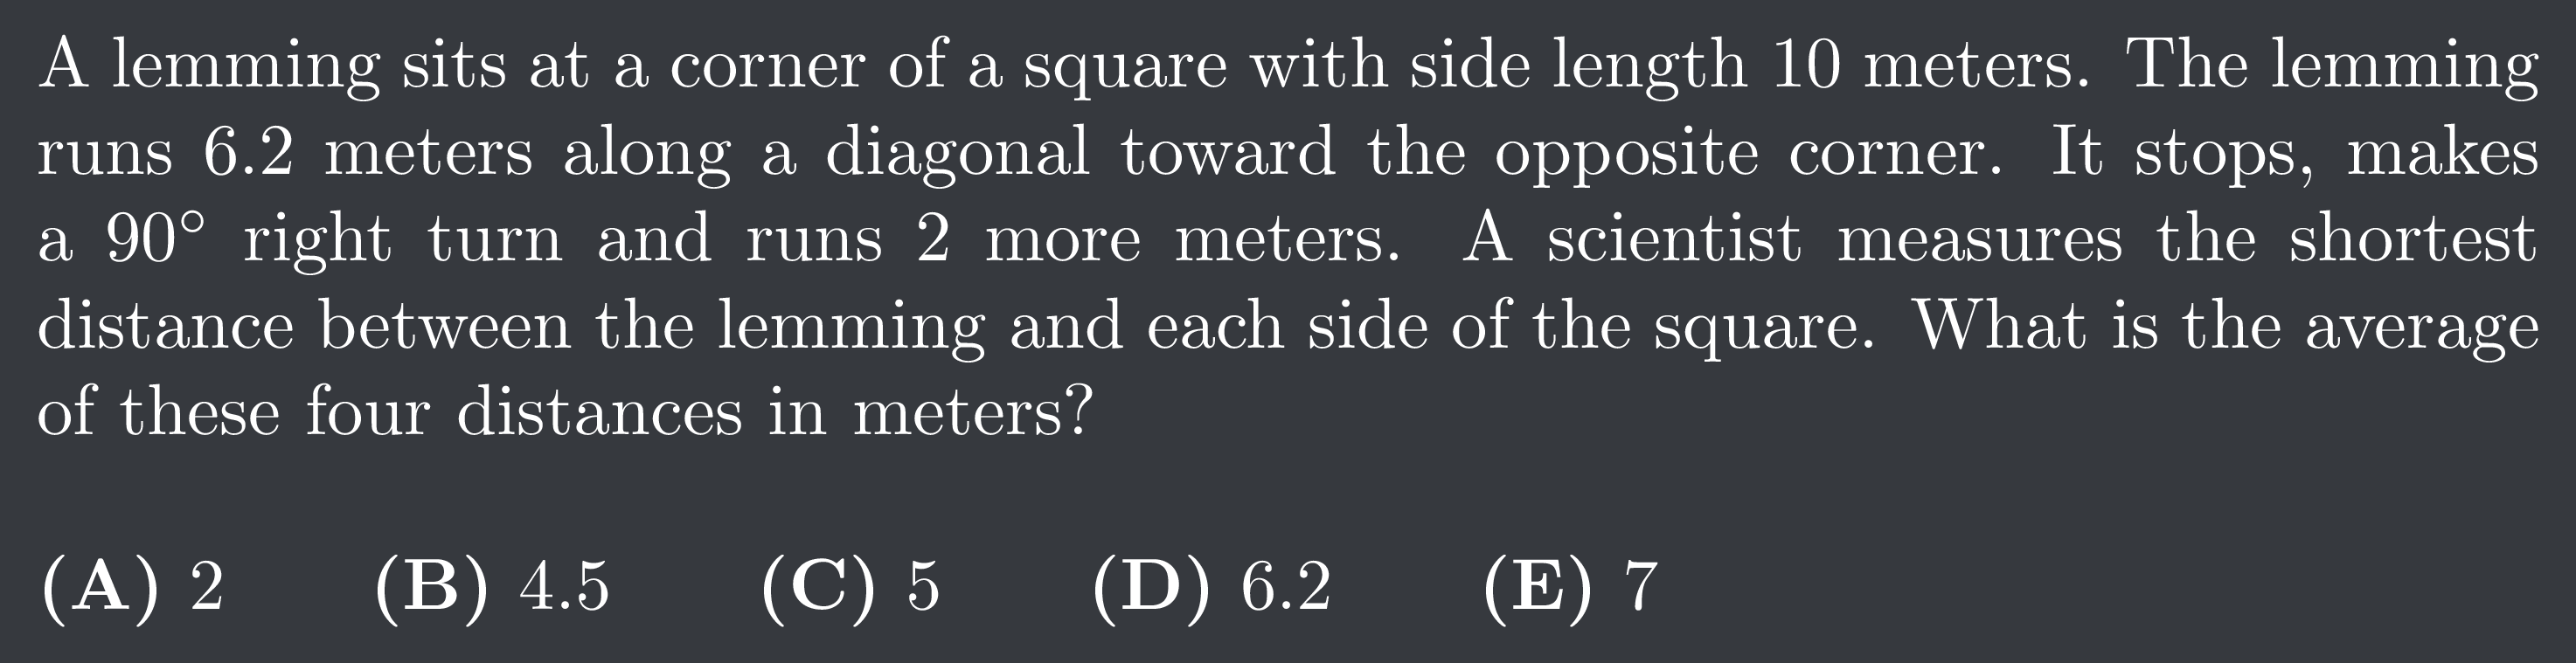 A lemming sits at a corner of a square with side length 10 meters. The lemming
runs 6.2 meters along a diagonal toward the opposite corner. It stops, makes
a 90° right turn and runs 2 more meters. A scientist measures the shortest
distance between the lemming and each side of the square. What is the average
of these four distances in meters?
(A) 2 (B) 4.5 (C) 5 (D) 6.2 (E) 7